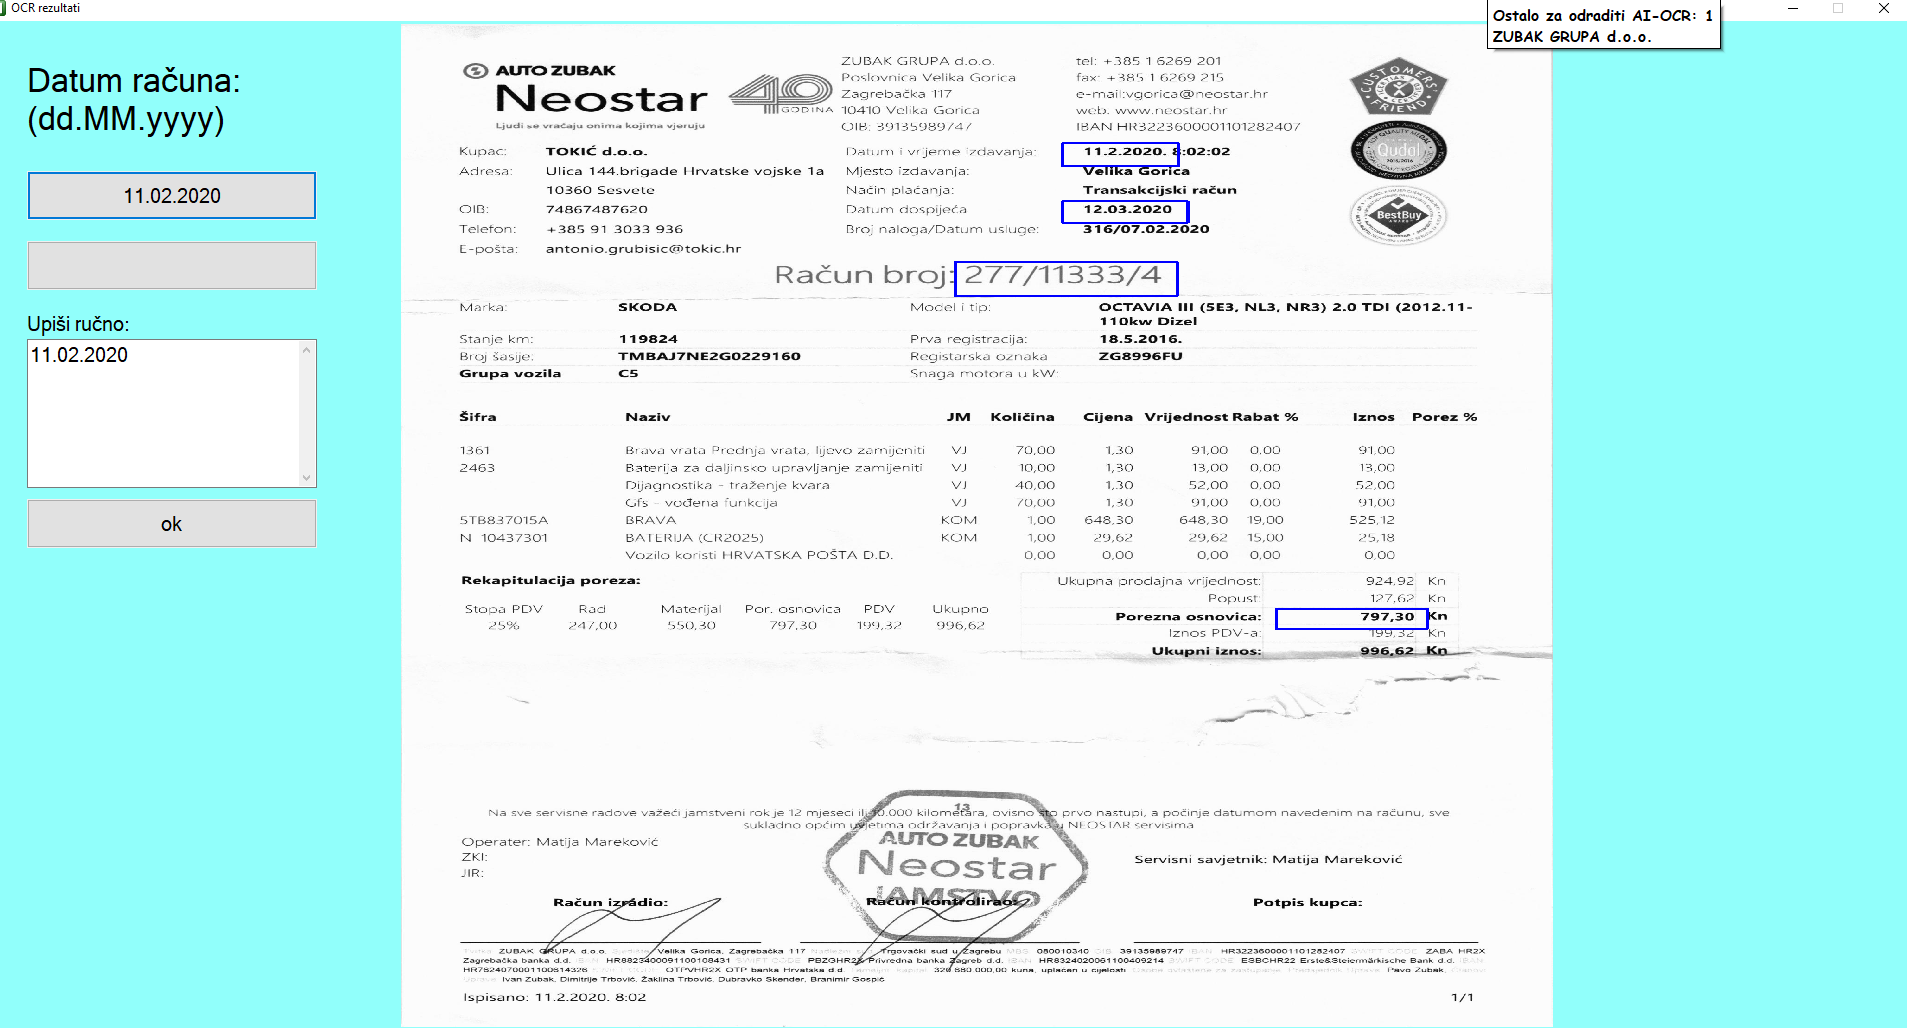 OCR rezultati
Ostalo za odraditi AI-OCR: 1
ZUBAK GRUPA d.o.o.
Datum računa:
(dd.MM.yyyy)
11.02.2020
Upiši ručno:
11.02.2020
ok
AUTO ZUBAK
Neostar
Ljudi se vraćaju onima kojima vjeruju
40 GODINA
ZUBAK GRUPA d.o.o.
Poslovnica Velika Gorica
Zagrebačka 117
10410 Velika Gorica
OIB: 39135989747
tel: +385 1 6269 201
fax: +385 1 6269 215
e-mail:vgorica@neostar.hr
web. www.neostar.hr
IBAN HR3223600001101282407
CUSTOMERS' FRIEND
Qudal
BestBuy
Kupac: TOKIĆ d.o.o.
Adresa: Ulica 144.brigade Hrvatske vojske 1a
10360 Sesvete
OIB: 74867487620
Telefon: +385 91 3033 936
E-pošta: antonio.grubisic@tokic.hr
Datum i vrijeme izdavanja: 11.2.2020. 8:02:02
Mjesto izdavanja: Velika Gorica
Način plaćanja: Transakcijski račun
Datum dospijeća 12.03.2020
Broj naloga/Datum usluge: 316/07.02.2020
Račun broj: 277/11333/4
Marka: SKODA Model i tip: OCTAVIA III (5E3, NL3, NR3) 2.0 TDI (2012.11-
110kw Dizel
Stanje km: 119824 Prva registracija: 18.5.2016.
Broj šasije: TMBAJ7NE2G0229160 Registarska oznaka ZG8996FU
Grupa vozila C5 Snaga motora u kW:
Šifra Naziv JM Količina Cijena Vrijednost Rabat % Iznos Porez %
1361 Brava vrata Prednja vrata, lijevo zamijeniti VJ 70,00 1,30 91,00 0.00 91,00
2463 Baterija za daljinsko upravljanje zamijeniti VJ 10,00 1,30 13,00 0.00 13,00
Dijagnostika - traženje kvara VJ 40,00 1,30 52,00 0.00 52,00
Gfs - vođena funkcija VJ 70,00 1,30 91,00 0.00 91,00
5TB837015A BRAVA KOM 1,00 648,30 648,30 19,00 525,12
N 10437301 BATERIJA (CR2025) KOM 1,00 29,62 29,62 15,00 25,18
Vozilo koristi HRVATSKA POŠTA D.D. 0,00 0,00 0,00 0,00 0,00
Rekapitulacija poreza:
Stopa PDV Rad Materijal Por. osnovica PDV Ukupno
25% 247,00 550,30 797,30 199,32 996,62
Ukupna prodajna vrijednost: 924,92 Kn
Popust: 127,62 Kn
Porezna osnovica: 797,30 Kn
Iznos PDV-a: 199,32 Kn
Ukupni iznos: 996,62 Kn
Na sve servisne radove važeći jamstveni rok je 12 mjeseci ili 10.000 kilometara, ovisno što prvo nastupi, a počinje datumom navedenim na računu, sve
sukladno općim uvjetima održavanja i popravka u NEOSTAR servisima
13
AUTO ZUBAK
Neostar
JAMSTVO
Operater: Matija Mareković
ZKI:
JIR:
Servisni savjetnik: Matija Mareković
Račun izradio: Račun kontrolirao: Potpis kupca:
ZUBAK GRUPA d.o.o. Velika Gorica, Zagrebačka 117 Trgovački sud u Zagrebu 080010340 39135989747 HR3223600001101282407 ZABA HR2X
Zagrebačka banka d.d. HR8823400091100108431 PBZGHR2X Privredna banka Zagreb d.d. HR8324020061100409214 ESBCHR22 Erste&Steiermärkische Bank d.d.
HR7824070001100614326 OTPVHR2X OTP banka Hrvatska d.d. 320.680.000,00 kuna, uplaćen u cijelosti Pavo Zubak,
Ivan Zubak, Dimitrije Trbović, Žaklina Trbović, Dubravko Skender, Branimir Gospić
Ispisano: 11.2.2020. 8:02
1/1